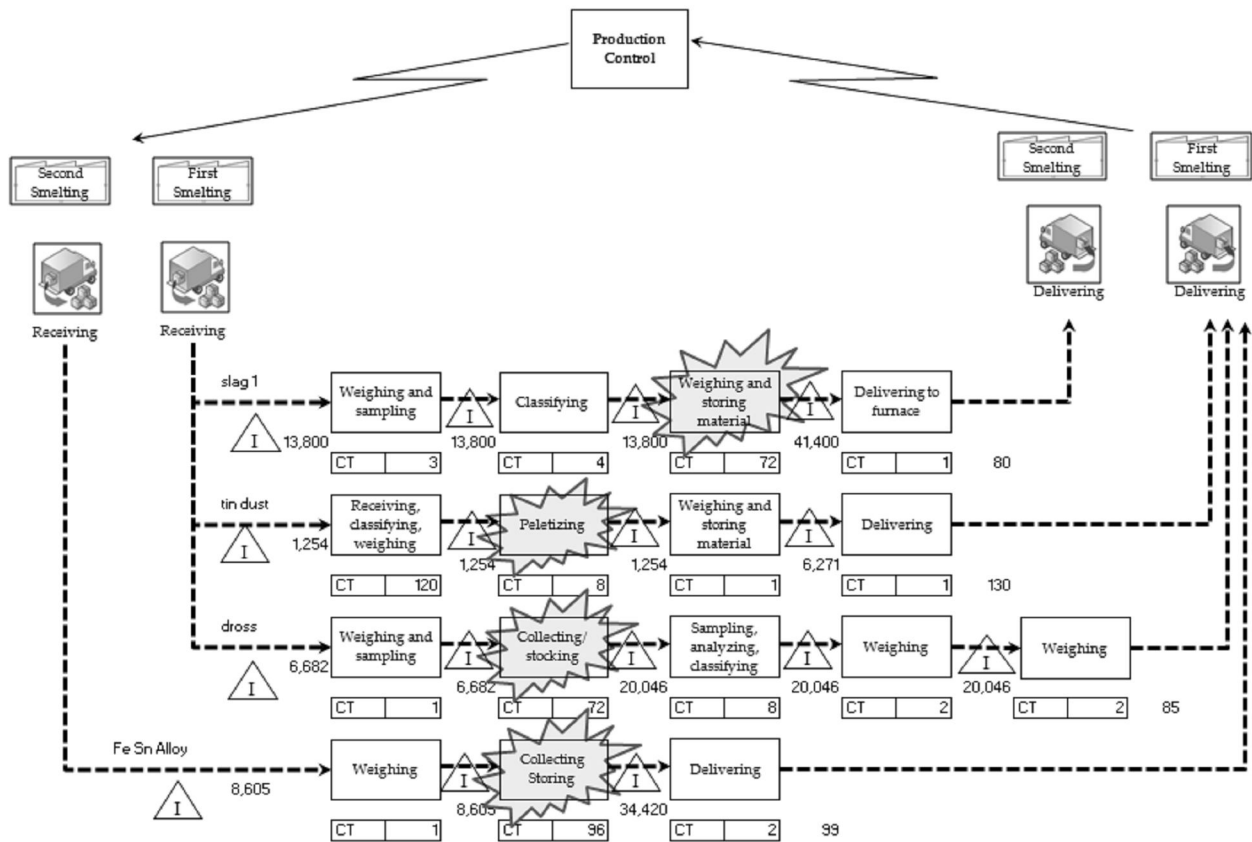 Production
Control
Second
Smelting
First
Smelting
Second
Smelting
First
Smelting
Receiving
Receiving
Delivering
Delivering
slag 1
I
13,800
Weighing and
sampling
I
13,800
Classifying
I
13,800
Weighing and
storing
material
I
41,400
Delivering to
furnace
CT 3
CT 4
CT 72
CT 1
80
tin dust
I
1,254
Receiving,
classifying,
weighing
I
1,254
Peletizing
I
1,254
Weighing and
storing
material
I
6,271
Delivering
CT 120
CT 8
CT 1
CT 1
130
dross
I
6,682
Weighing and
sampling
I
6,682
Collecting/
stocking
I
20,046
Sampling,
analyzing,
classifying
I
20,046
Weighing
I
20,046
Weighing
CT 1
CT 72
CT 8
CT 2
CT 2
85
Fe Sn Alloy
I
8,605
Weighing
I
8,605
Collecting
Storing
I
34,420
Delivering
CT 1
CT 96
CT 2
99